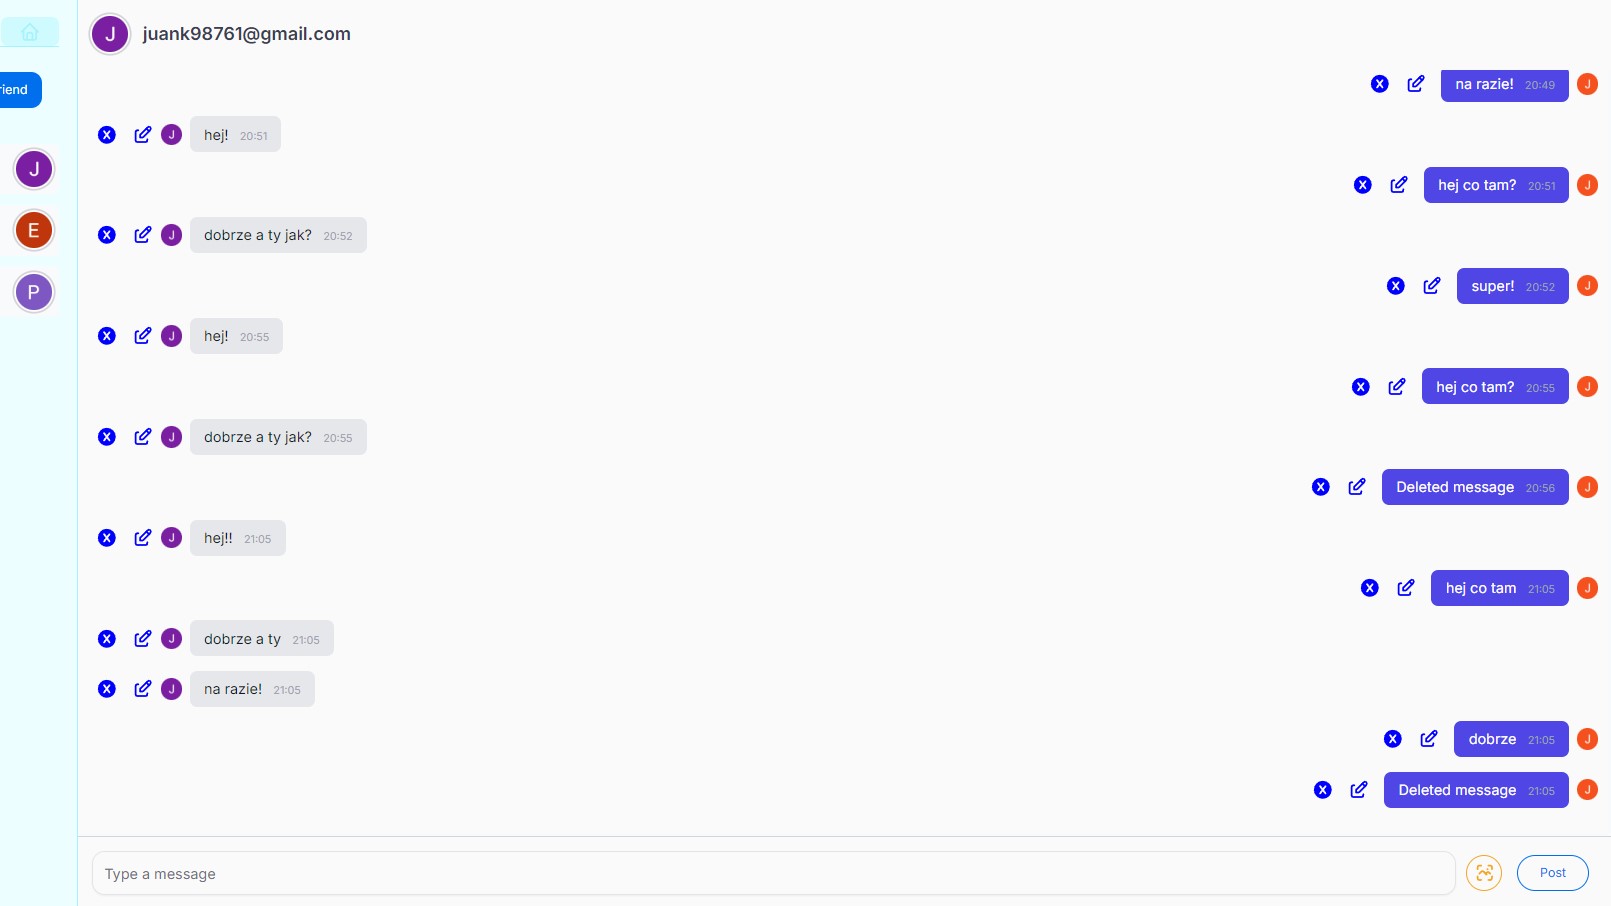 J juank98761@gmail.com
riend
J
E
P
X na razie! 20:49 J
X J hej! 20:51
X hej co tam? 20:51 J
X J dobrze a ty jak? 20:52
X super! 20:52 J
X J hej! 20:55
X hej co tam? 20:55 J
X J dobrze a ty jak? 20:55
X Deleted message 20:56 J
X J hej!! 21:05
X hej co tam 21:05 J
X J dobrze a ty 21:05
X J na razie! 21:05
X dobrze 21:05 J
X Deleted message 21:05 J
Type a message
Post